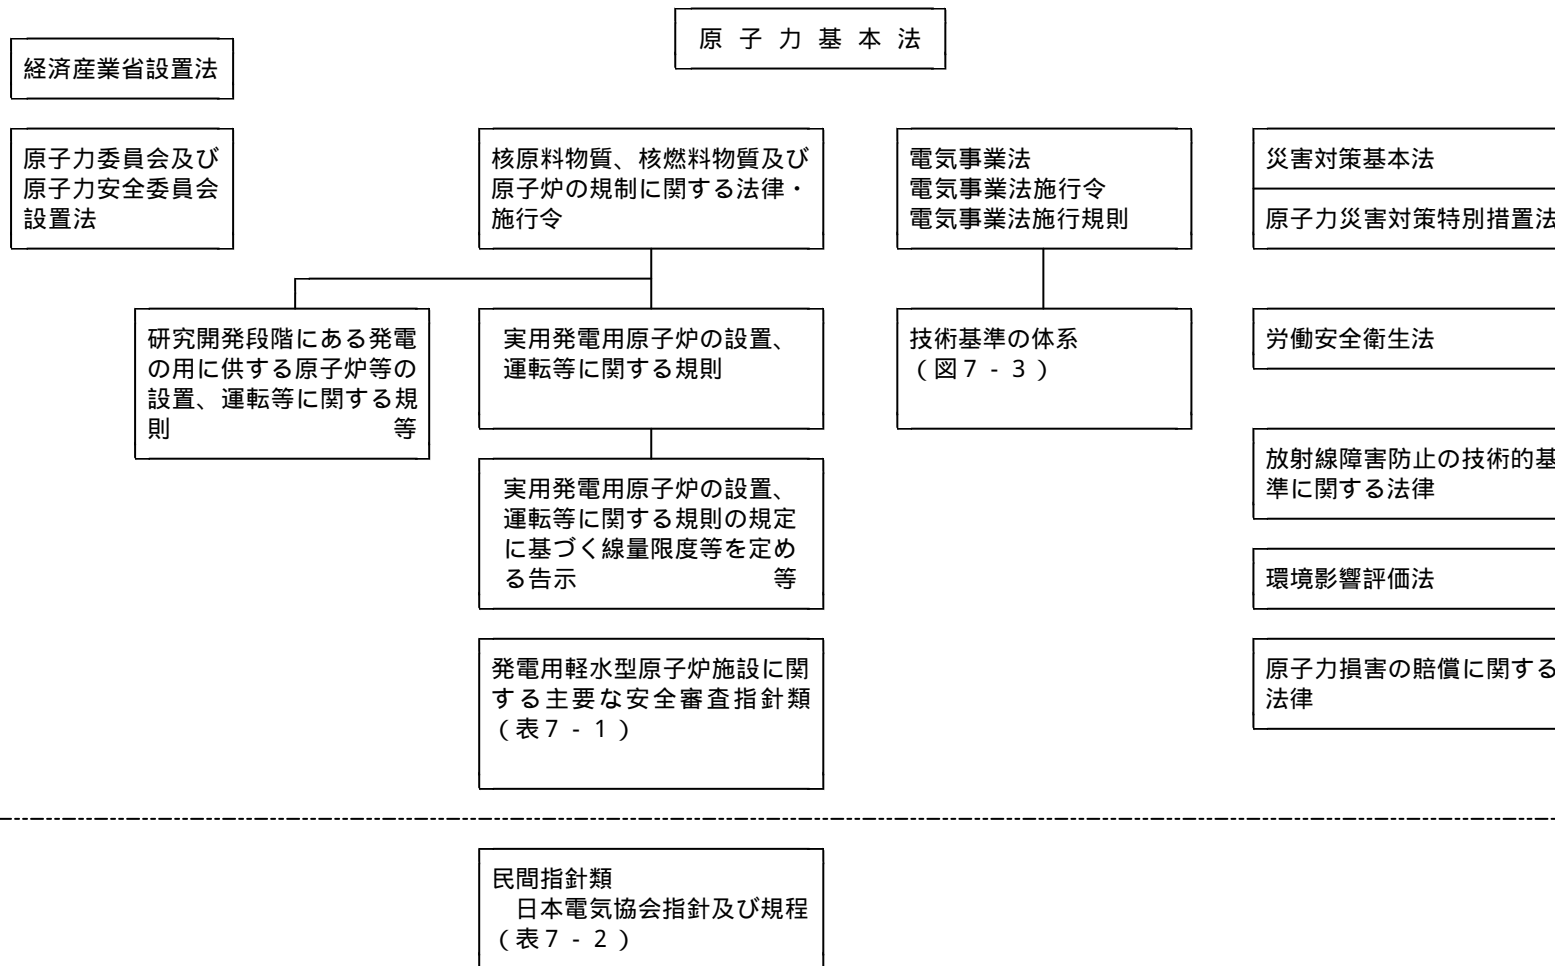 原 子 力 基 本 法
経済産業省設置法
原子力委員会及び
原子力安全委員会
設置法
核原料物質、核燃料物質及び
原子炉の規制に関する法律・
施行令
電気事業法
電気事業法施行令
電気事業法施行規則
災害対策基本法
原子力災害対策特別措置法
研究開発段階にある発電
の用に供する原子炉等の
設置、運転等に関する規
則 等
実用発電用原子炉の設置、
運転等に関する規則
技術基準の体系
(図7-3)
労働安全衛生法
実用発電用原子炉の設置、
運転等に関する規則の規定
に基づく線量限度等を定め
る告示 等
放射線障害防止の技術的基
準に関する法律
環境影響評価法
発電用軽水型原子炉施設に関
する主要な安全審査指針類
(表7-1)
原子力損害の賠償に関する
法律
民間指針類
日本電気協会指針及び規程
(表7-2)